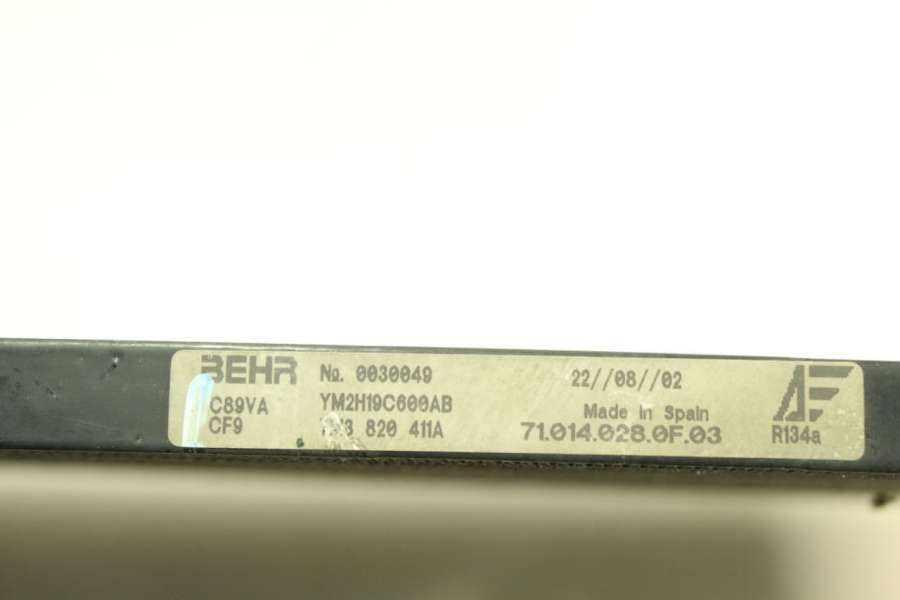 BEHR No. 0030049 22//08//02 AF
C89VA YM2H19C600AB Made in Spain
CF9 820 411A 71.014.028.0F.03 R134a